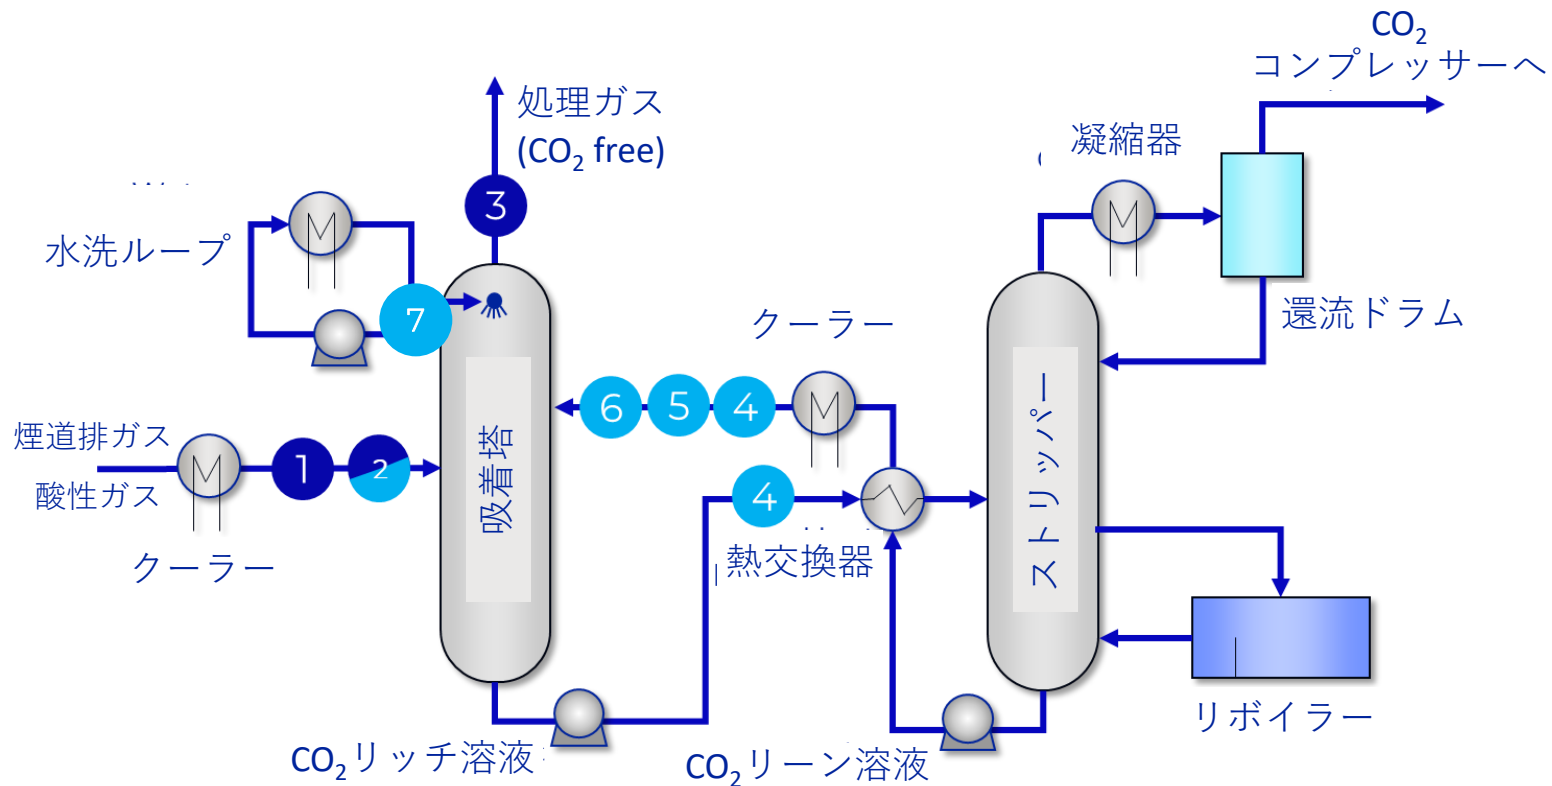 CO₂
コンプレッサーへ
処理ガス
(CO₂ free)
凝縮器
3
水洗ループ
7
還流ドラム
クーラー
6 5 4
煙道排ガス
酸性ガス
1 2
クーラー
吸着塔
4
熱交換器
ストリッパー
リボイラー
CO₂リッチ溶液
CO₂リーン溶液